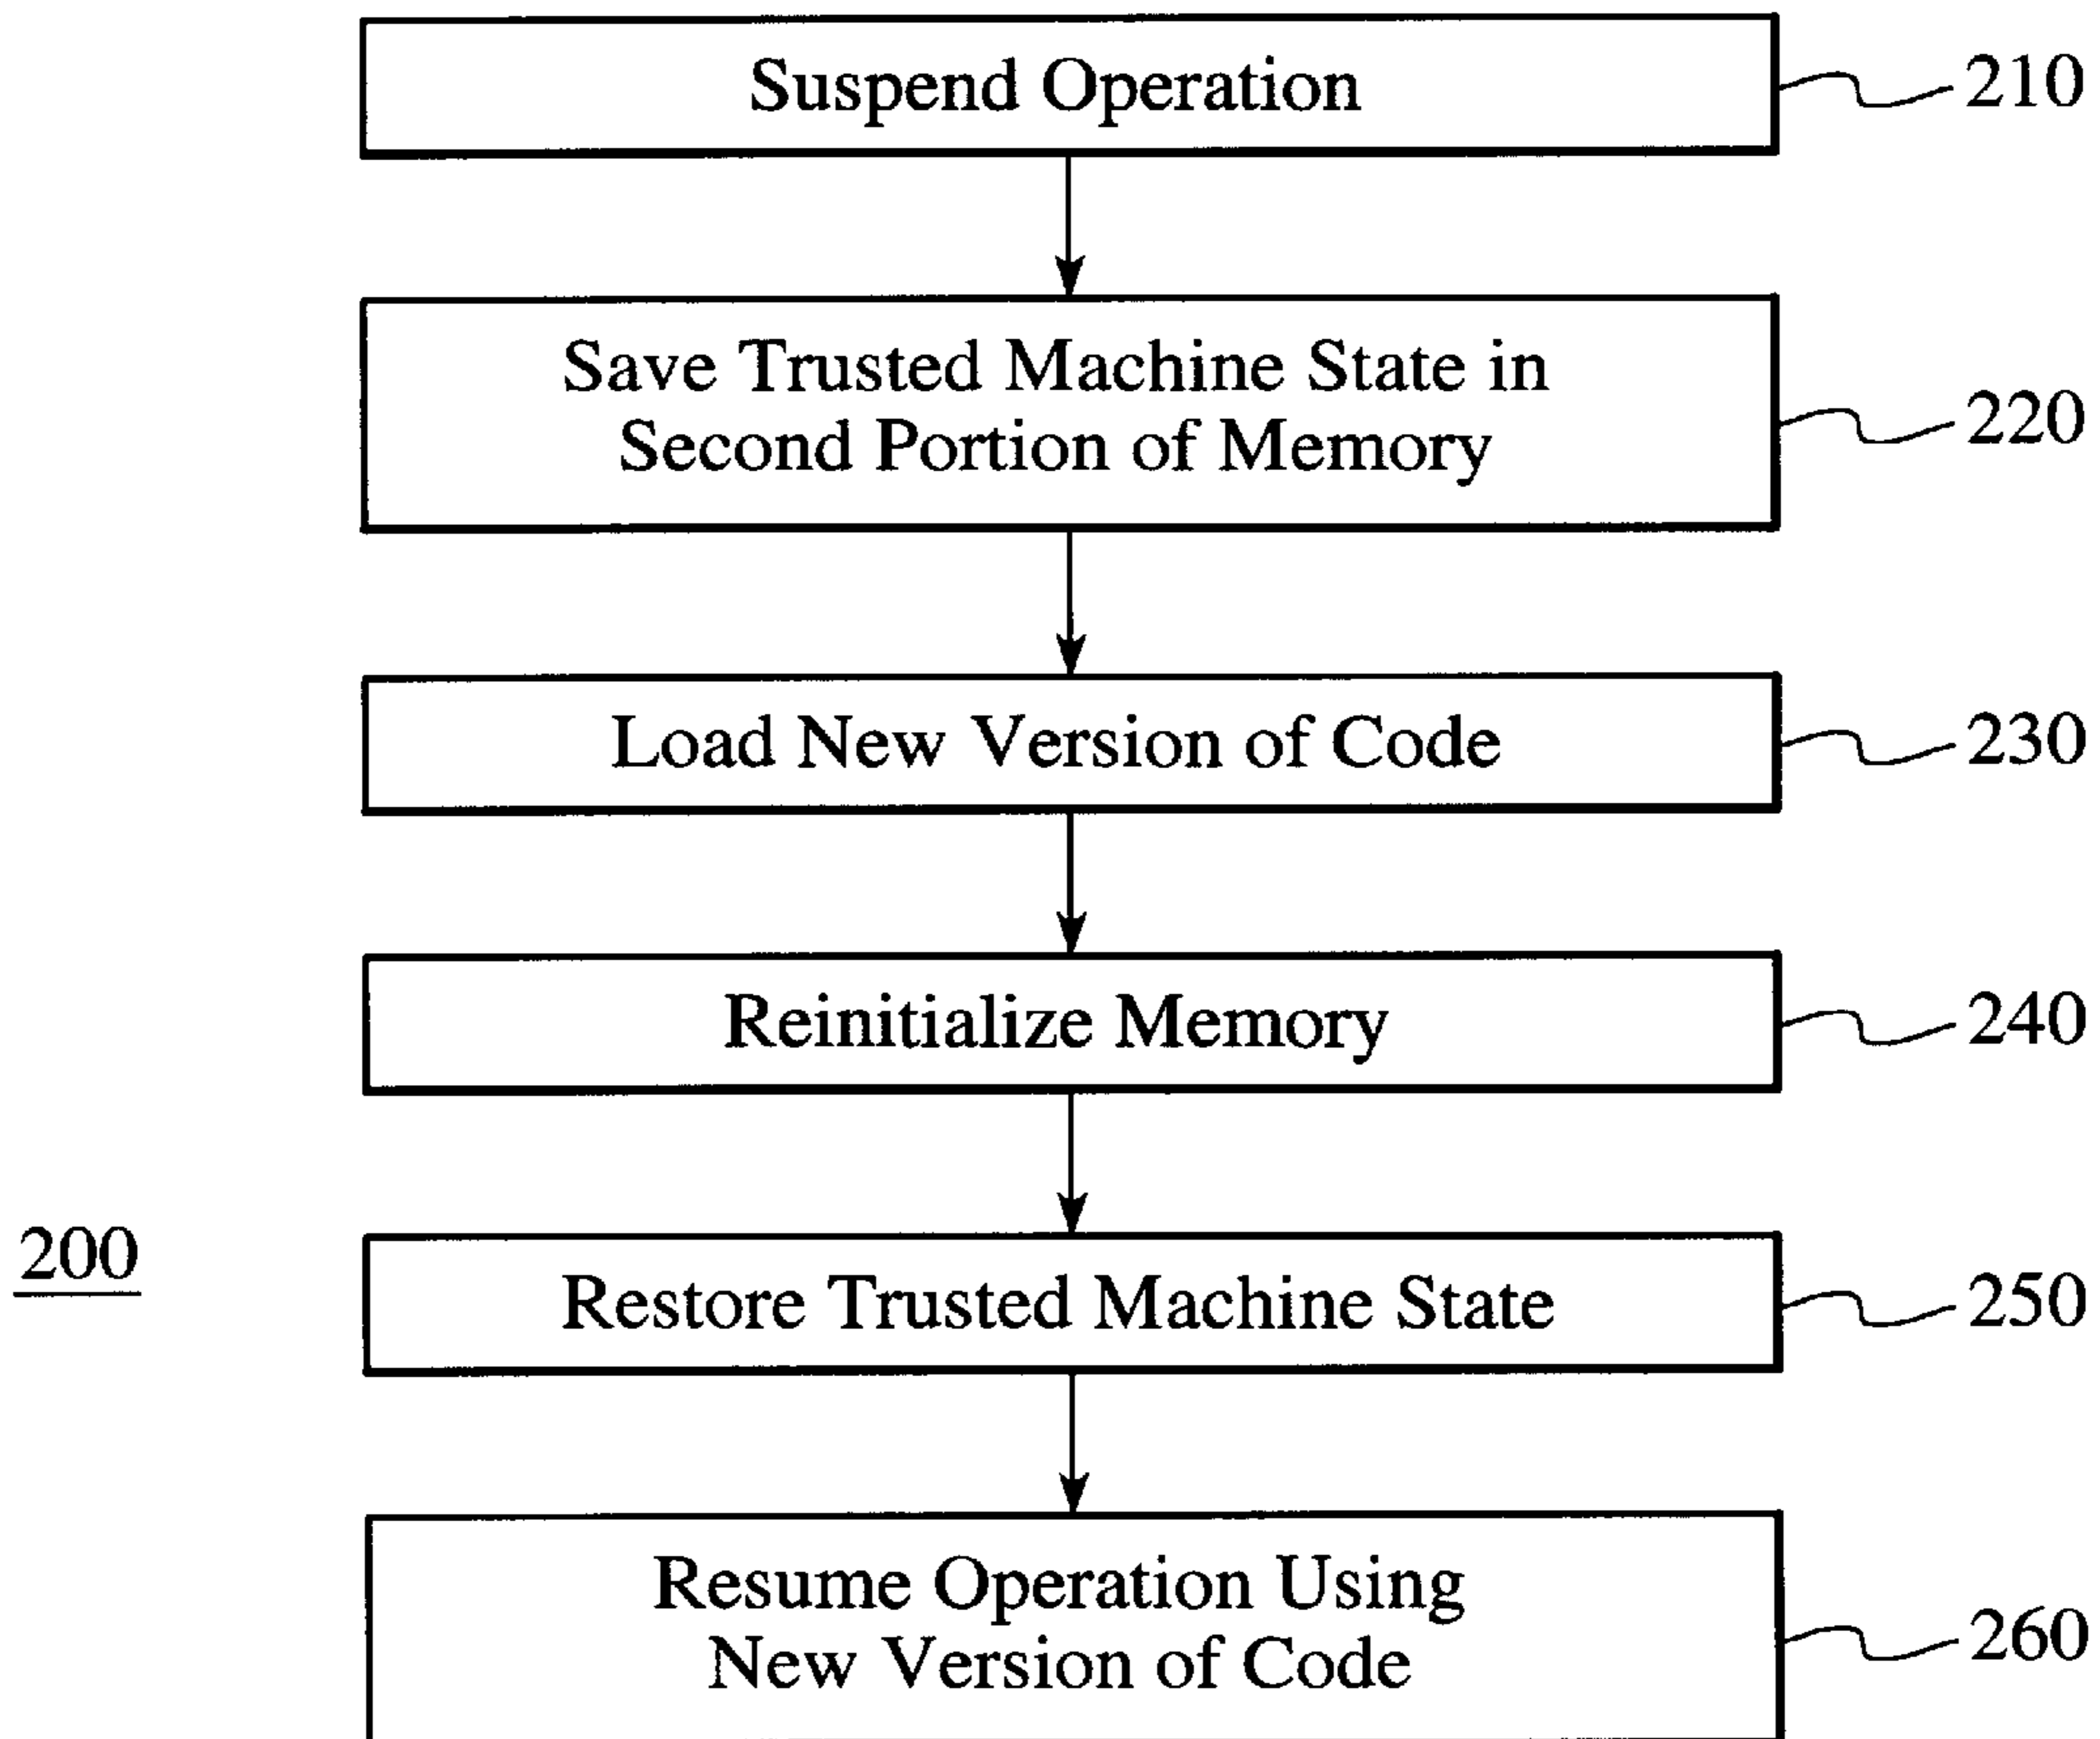 Suspend Operation
210
Save Trusted Machine State in
Second Portion of Memory
220
Load New Version of Code
230
Reinitialize Memory
240
200
Restore Trusted Machine State
250
Resume Operation Using
New Version of Code
260